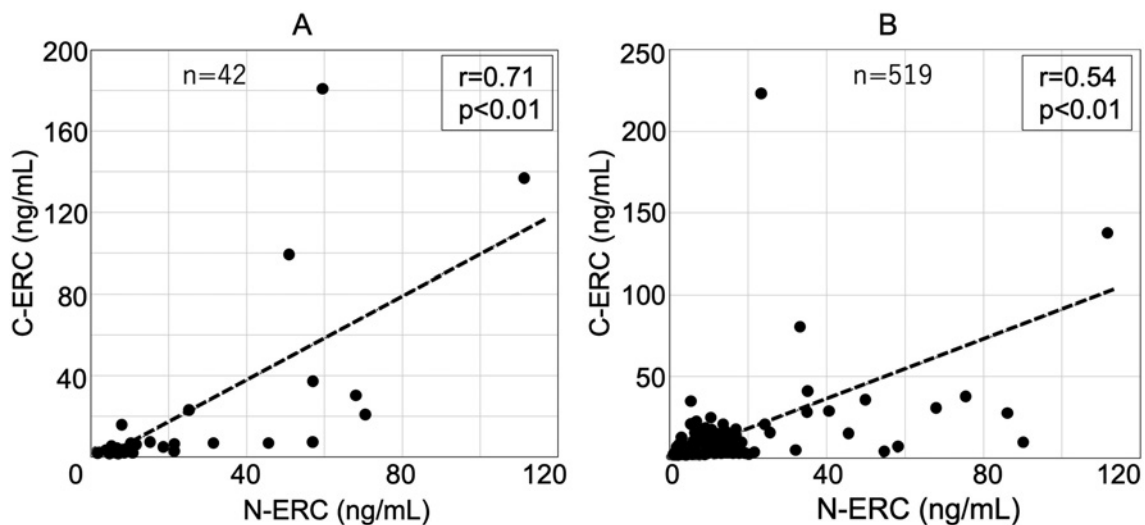 A
n=42
r=0.71
p<0.01
200
160
120
80
40
0
40
80
120
C-ERC (ng/mL)
N-ERC (ng/mL)
B
n=519
r=0.54
p<0.01
250
200
150
100
50
0
40
80
120
C-ERC (ng/mL)
N-ERC (ng/mL)